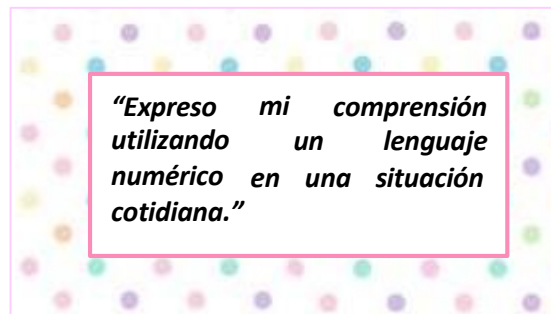 “Expreso mi comprensión
utilizando un lenguaje
numérico en una situación
cotidiana.”